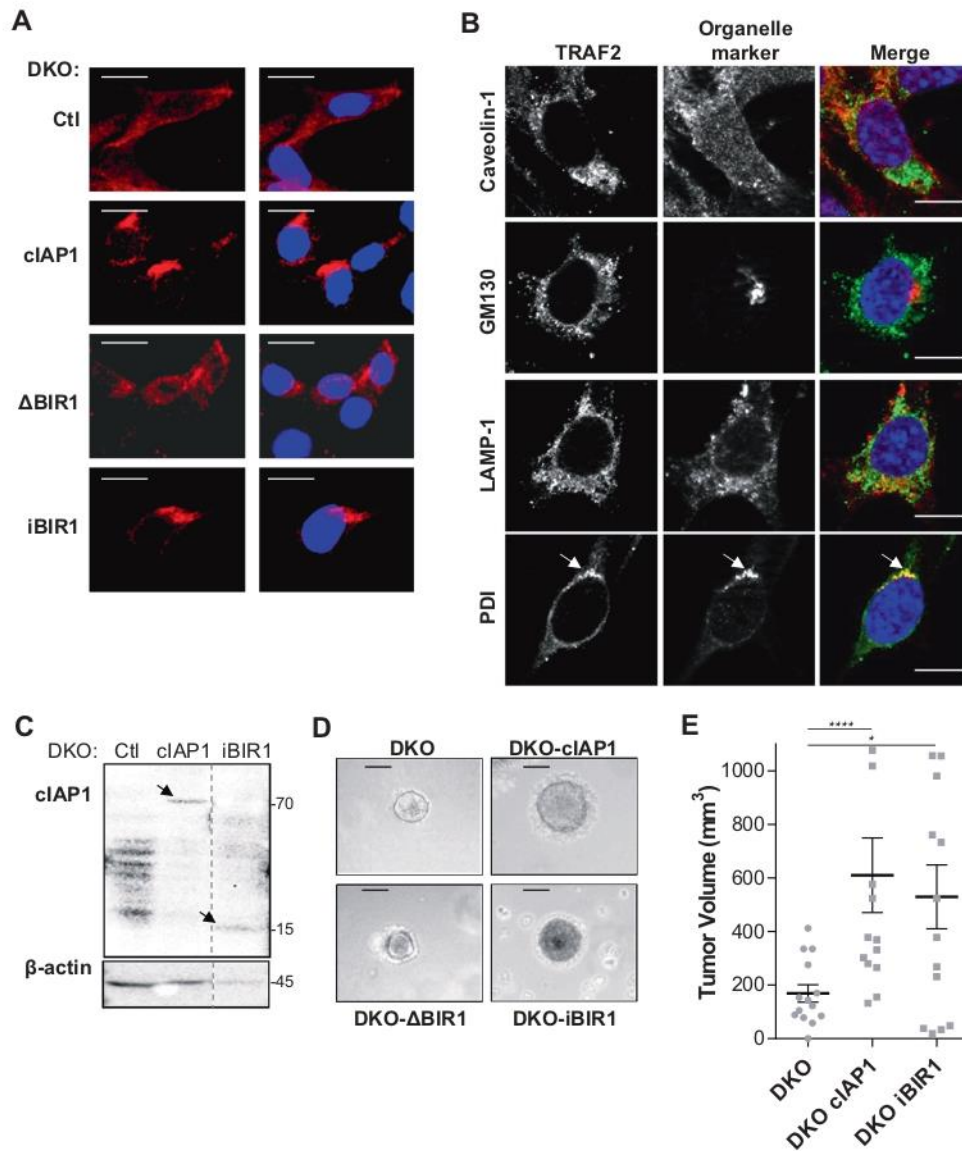 A
DKO:
Ctl
cIAP1
ΔBIR1
iBIR1
B
TRAF2
Organelle
marker
Merge
Caveolin-1
GM130
LAMP-1
PDI
C
DKO: Ctl cIAP1 iBIR1
cIAP1
-70
-15
β-actin
-45
D
DKO
DKO-cIAP1
DKO-ΔBIR1
DKO-iBIR1
E
****
*
Tumor Volume (mm³)
1000
800
600
400
200
0
DKO
DKO cIAP1
DKO iBIR1